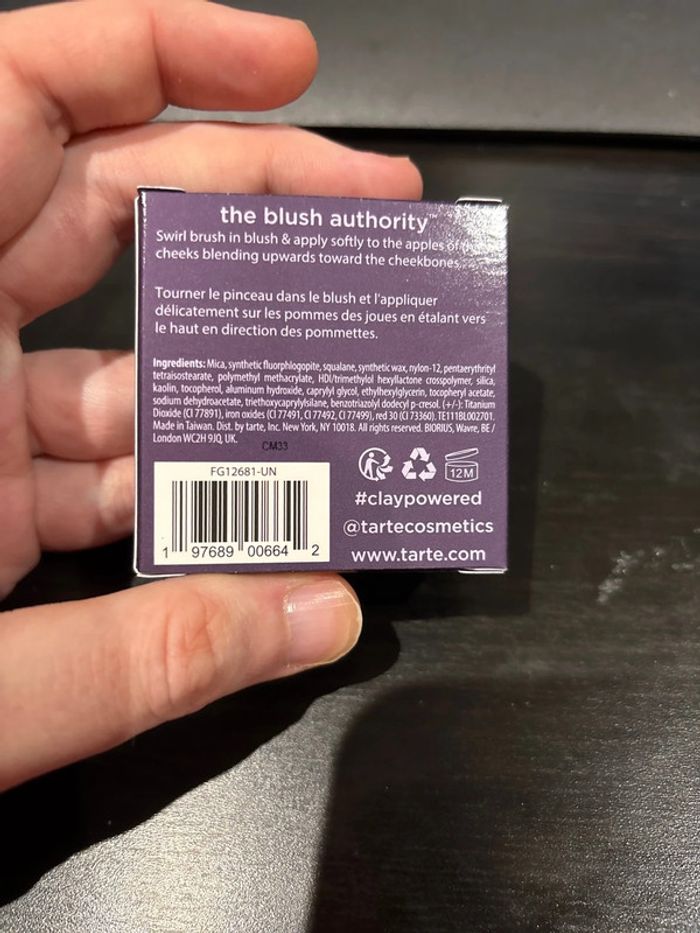 the blush authority™
Swirl brush in blush & apply softly to the apples of
cheeks blending upwards toward the cheekbones.
Tourner le pinceau dans le blush et l'appliquer
délicatement sur les pommes des joues en étalant vers
le haut en direction des pommettes.
Ingredients: Mica, synthetic fluorphlogopite, squalane, synthetic wax, nylon-12, pentaerythrityl
tetraisostearate, polymethyl methacrylate, HDI/trimethylol hexyllactone crosspolymer, silica,
kaolin, tocopherol, aluminum hydroxide, caprylyl glycol, ethylhexylglycerin, tocopheryl acetate,
sodium dehydroacetate, triethoxycaprylylsilane, benzotriazolyl dodecyl p-cresol. (+/-): Titanium
Dioxide (CI 77891), iron oxides (CI 77491, CI 77492, CI 77499), red 30 (CI 73360). TE111BL002701.
Made in Taiwan. Dist. by tarte, Inc. New York, NY 10018. All rights reserved. BIORIUS, Wavre, BE /
London WC2H 9JQ, UK.
CM33
FG12681-UN
1 97689 00664 2
12M
#claypowered
@tartecosmetics
www.tarte.com